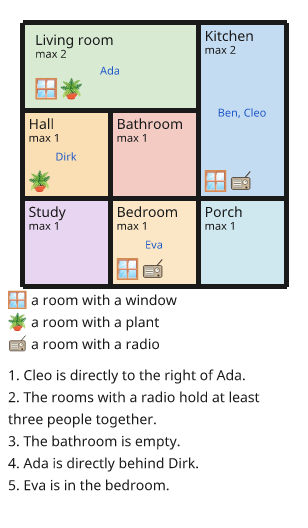 Living room
max 2
Ada
Kitchen
max 2
Ben, Cleo
Hall
max 1
Dirk
Bathroom
max 1
Study
max 1
Bedroom
max 1
Eva
Porch
max 1
a room with a window
a room with a plant
a room with a radio
1. Cleo is directly to the right of Ada.
2. The rooms with a radio hold at least
three people together.
3. The bathroom is empty.
4. Ada is directly behind Dirk.
5. Eva is in the bedroom.